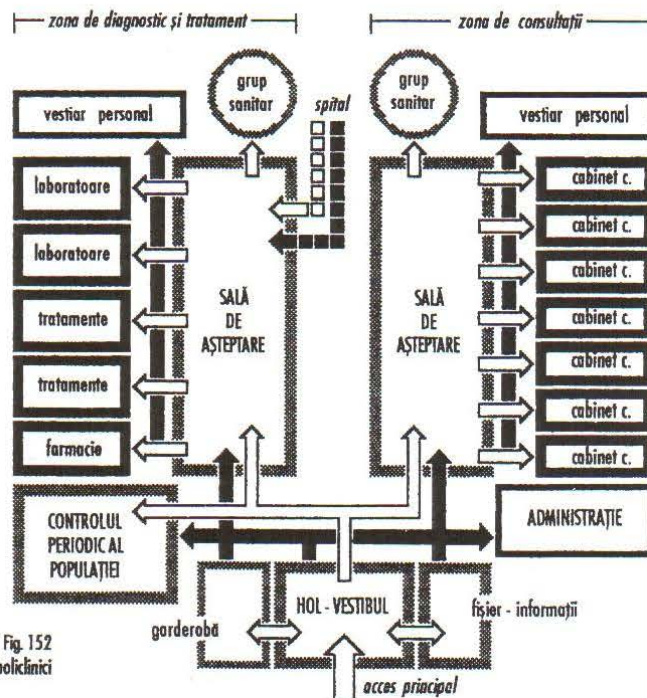 zona de diagnostic și tratament
zona de consultații
grup
sanitar
grup
sanitar
spital
vestiar personal
vestiar personal
laboratoare
laboratoare
tratamente
tratamente
farmacie
SALĂ
DE
AȘTEPTARE
SALĂ
DE
AȘTEPTARE
cabinet c.
cabinet c.
cabinet c.
cabinet c.
cabinet c.
cabinet c.
cabinet c.
CONTROLUL
PERIODIC AL
POPULAȚIEI
ADMINISTRAȚIE
garderobă
HOL - VESTIBUL
fișier - informații
Fig. 152
policlinici
acces principal